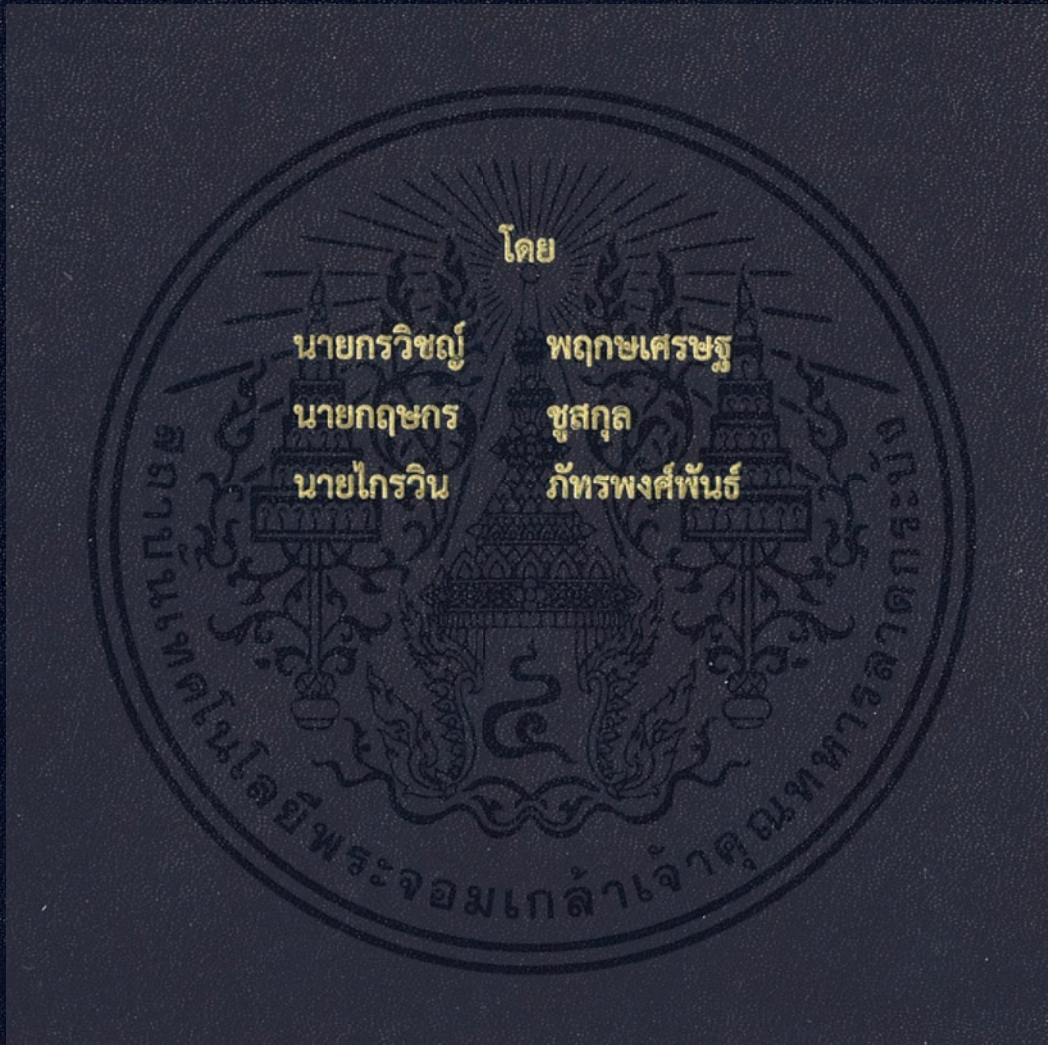 โดย
นายกรวิชญ์ พฤกษเศรษฐ
นายกฤษกร ชูสกุล
นายไกรวิน ภัทรพงศ์พันธ์
สถาบันเทคโนโลยีพระจอมเกล้าเจ้าคุณทหารลาดกระบัง
๔